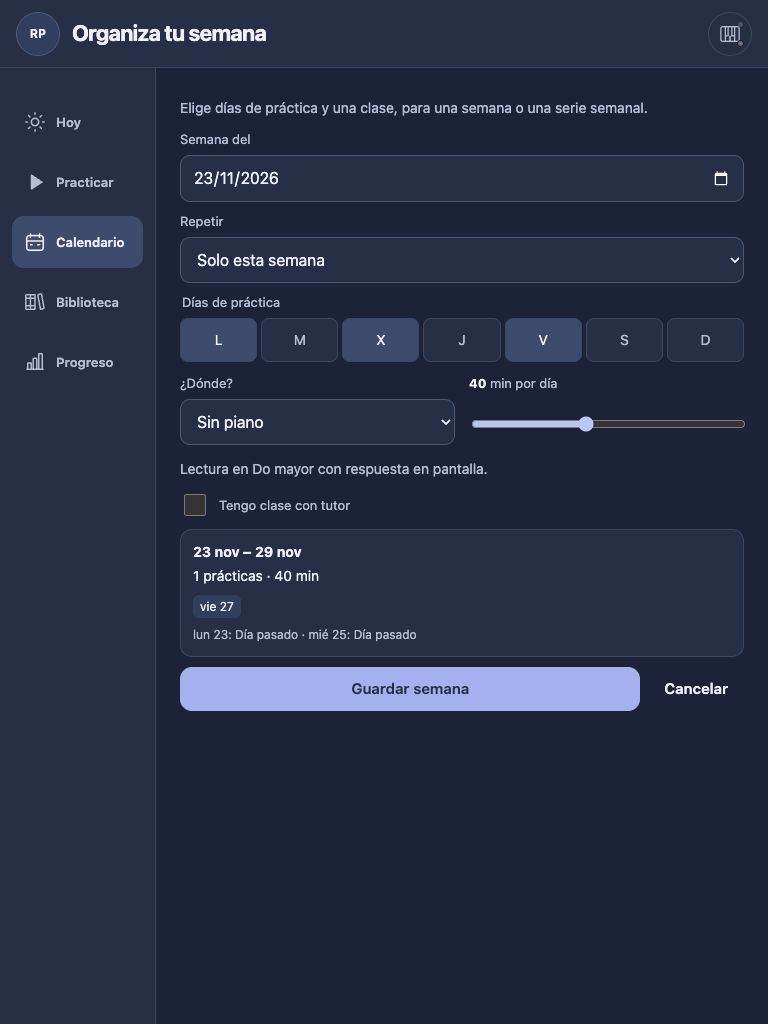 RP
Organiza tu semana
Hoy
Practicar
Calendario
Biblioteca
Progreso
Elige días de práctica y una clase, para una semana o una serie semanal.
Semana del
23/11/2026
Repetir
Solo esta semana
Días de práctica
L M X J V S D
¿Dónde?
Sin piano
40 min por día
Lectura en Do mayor con respuesta en pantalla.
Tengo clase con tutor
23 nov – 29 nov
1 prácticas · 40 min
vie 27
lun 23: Día pasado · mié 25: Día pasado
Guardar semana
Cancelar